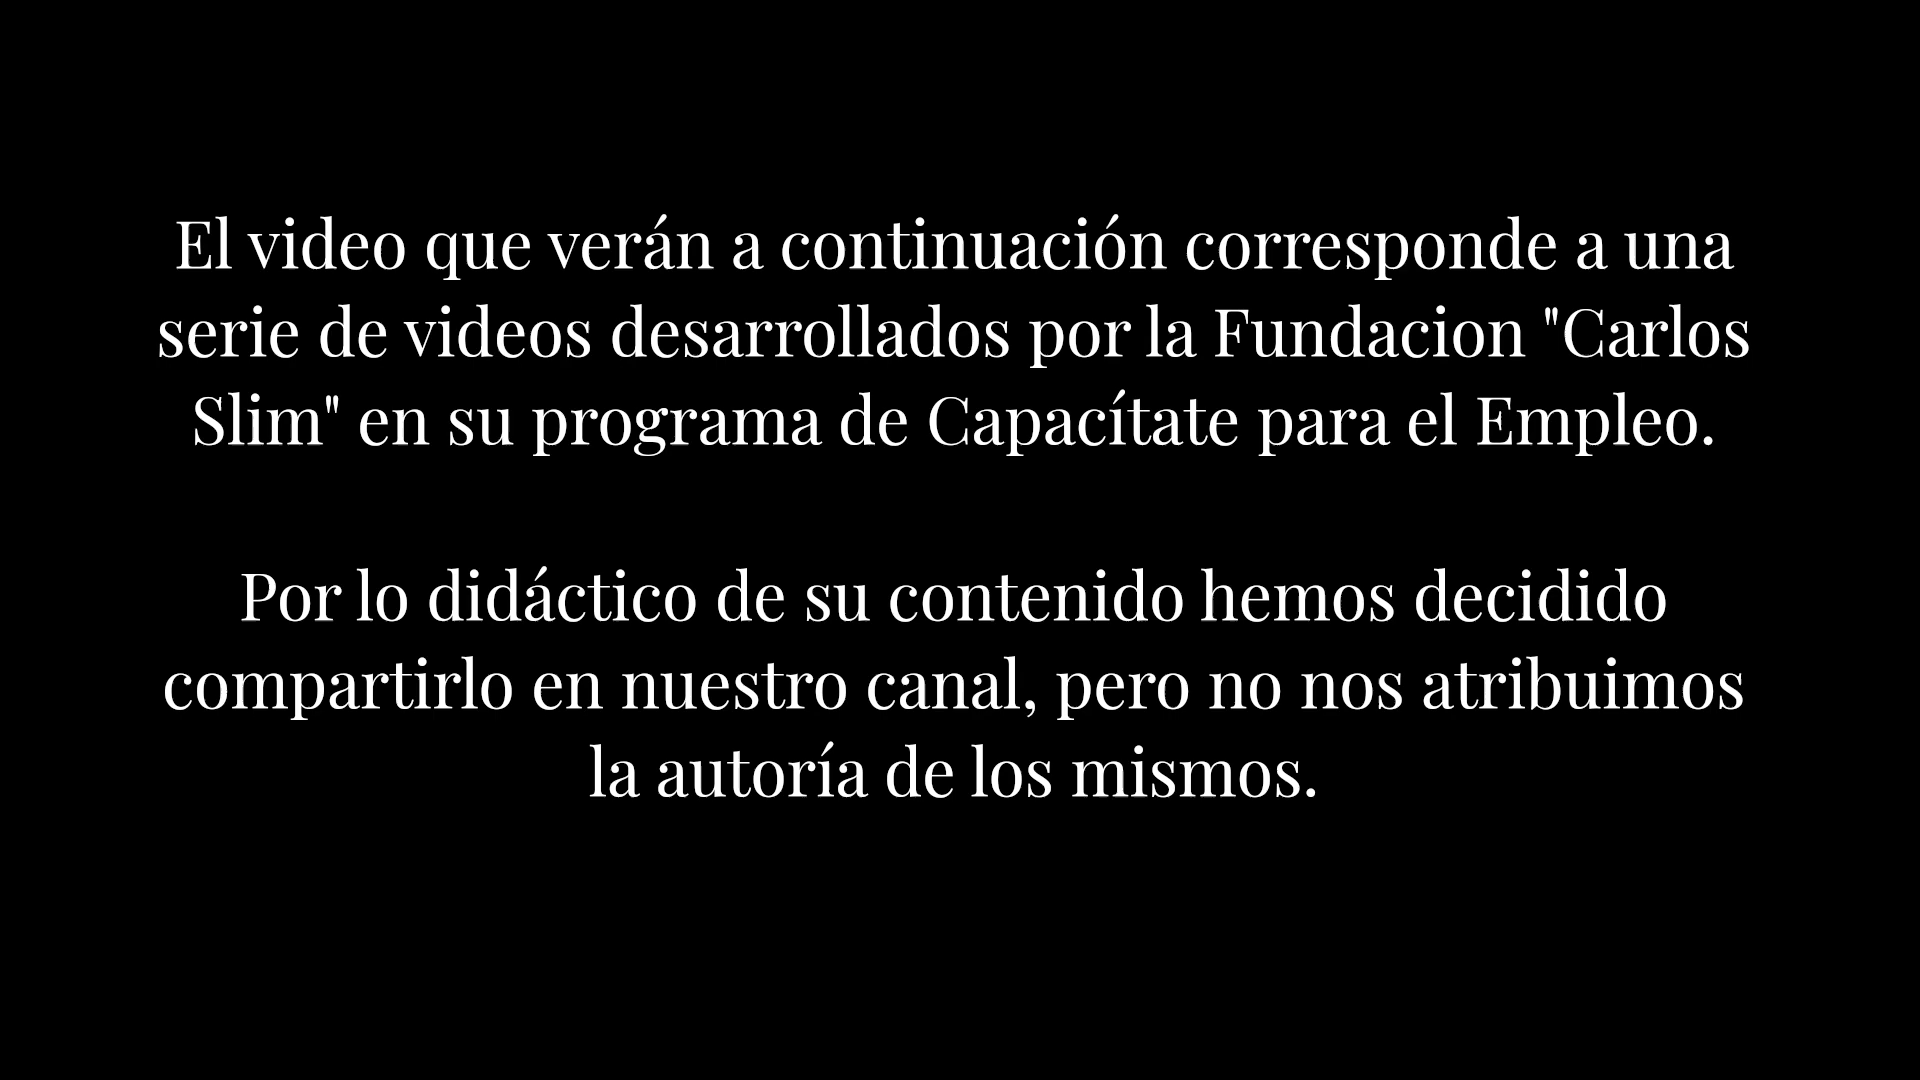 El video que verán a continuación corresponde a una
serie de videos desarrollados por la Fundacion "Carlos
Slim" en su programa de Capacítate para el Empleo.
Por lo didáctico de su contenido hemos decidido
compartirlo en nuestro canal, pero no nos atribuimos
la autoría de los mismos.